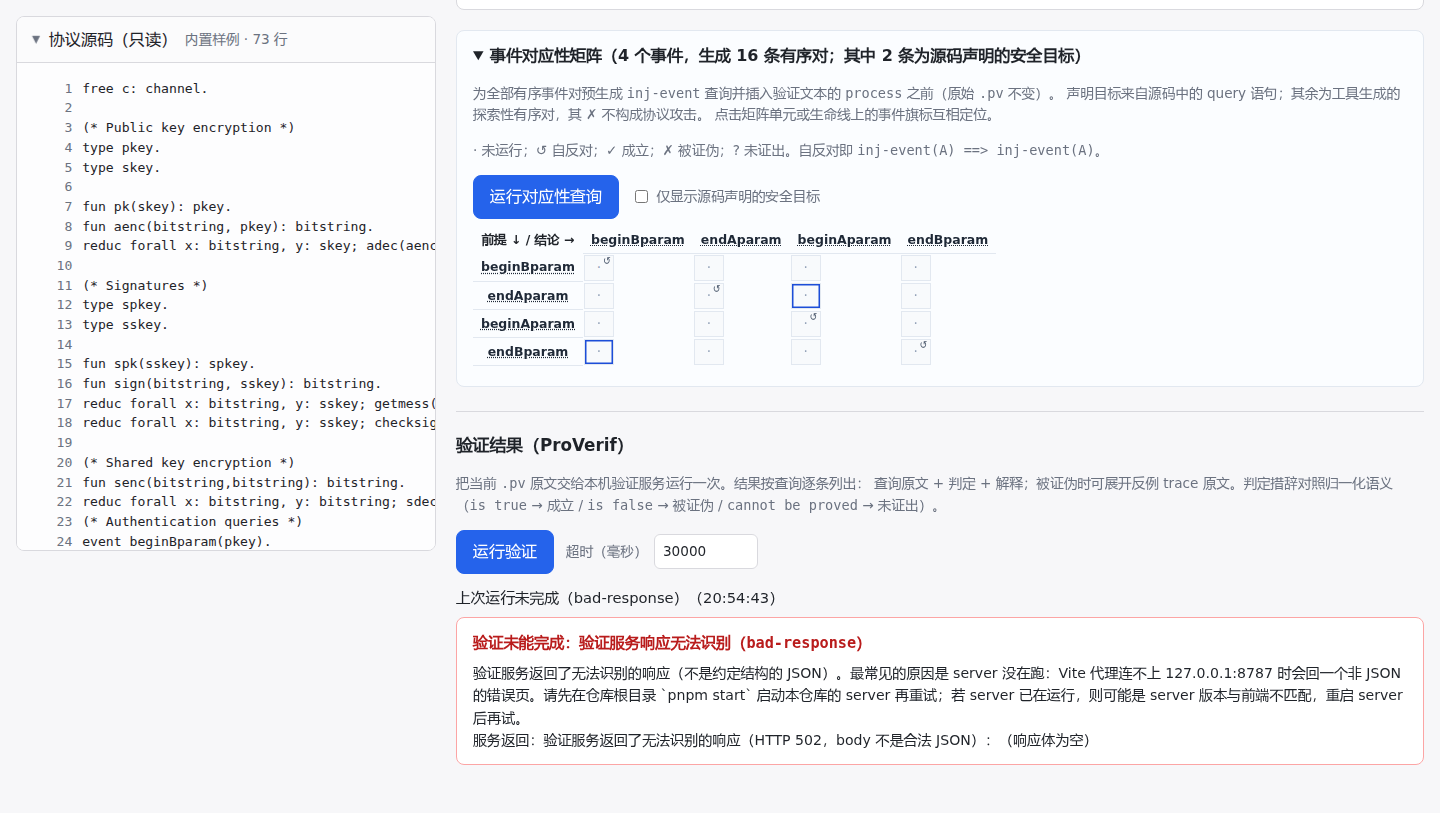 ▼ 协议源码（只读） 内置样例 · 73 行
1 free c: channel.
2
3 (* Public key encryption *)
4 type pkey.
5 type skey.
6
7 fun pk(skey): pkey.
8 fun aenc(bitstring, pkey): bitstring.
9 reduc forall x: bitstring, y: skey; adec(aenc
10
11 (* Signatures *)
12 type spkey.
13 type sskey.
14
15 fun spk(sskey): spkey.
16 fun sign(bitstring, sskey): bitstring.
17 reduc forall x: bitstring, y: sskey; getmess(
18 reduc forall x: bitstring, y: sskey; checksig
19
20 (* Shared key encryption *)
21 fun senc(bitstring,bitstring): bitstring.
22 reduc forall x: bitstring, y: bitstring; sdec
23 (* Authentication queries *)
24 event beginBparam(pkey).
▼ 事件对应性矩阵（4 个事件，生成 16 条有序对；其中 2 条为源码声明的安全目标）
为全部有序事件对预生成 inj-event 查询并插入验证文本的 process 之前（原始 .pv 不变）。 声明目标来自源码中的 query 语句；其余为工具生成的
探索性有序对，其 ✗ 不构成协议攻击。 点击矩阵单元或生命线上的事件旗标互相定位。
· 未运行；↺ 自反对；✓ 成立；✗ 被证伪；? 未证出。自反对即 inj-event(A) ==> inj-event(A)。
运行对应性查询 仅显示源码声明的安全目标
前提 ↓ / 结论 → beginBparam endAparam beginAparam endBparam
beginBparam · ↺ · · ·
endAparam · · ↺ · ·
beginAparam · · · ↺ ·
endBparam · · · · ↺
验证结果（ProVerif）
把当前 .pv 原文交给本机验证服务运行一次。结果按查询逐条列出： 查询原文 + 判定 + 解释；被证伪时可展开反例 trace 原文。判定措辞对照归一化语义
（is true → 成立 / is false → 被证伪 / cannot be proved → 未证出）。
运行验证 超时（毫秒） 30000
上次运行未完成（bad-response）（20:54:43）
验证未能完成：验证服务响应无法识别（bad-response）
验证服务返回了无法识别的响应（不是约定结构的 JSON）。最常见的原因是 server 没在跑：Vite 代理连不上 127.0.0.1:8787 时会回一个非 JSON
的错误页。请先在仓库根目录 `pnpm start` 启动本仓库的 server 再重试；若 server 已在运行，则可能是 server 版本与前端不匹配，重启 server
后再试。
服务返回：验证服务返回了无法识别的响应（HTTP 502，body 不是合法 JSON）：（响应体为空）